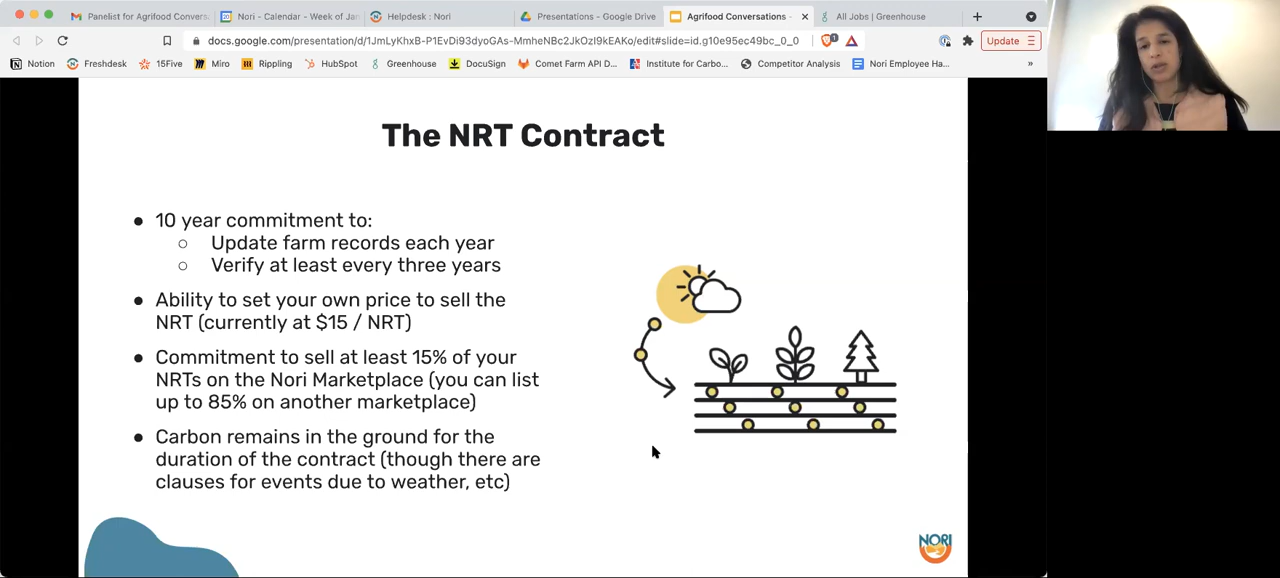 Panelist for Agrifood Convers
Nori - Calendar - Week of Jan
Helpdesk : Nori
Presentations - Google Drive
Agrifood Conversations -
All Jobs | Greenhouse
docs.google.com/presentation/d/1JmLyKhxB-P1EvDi93dyoGAs-MmheNBc2JkOzI9kEAKo/edit#slide=id.g10e95ec49bc_0_0
1
Update
Notion
Freshdesk
15Five
Miro
Rippling
HubSpot
Greenhouse
DocuSign
Comet Farm API D...
Institute for Carbo...
Competitor Analysis
Nori Employee Ha...
»
The NRT Contract
● 10 year commitment to:
○ Update farm records each year
○ Verify at least every three years
● Ability to set your own price to sell the
NRT (currently at $15 / NRT)
● Commitment to sell at least 15% of your
NRTs on the Nori Marketplace (you can list
up to 85% on another marketplace)
● Carbon remains in the ground for the
duration of the contract (though there are
clauses for events due to weather, etc)
NORI